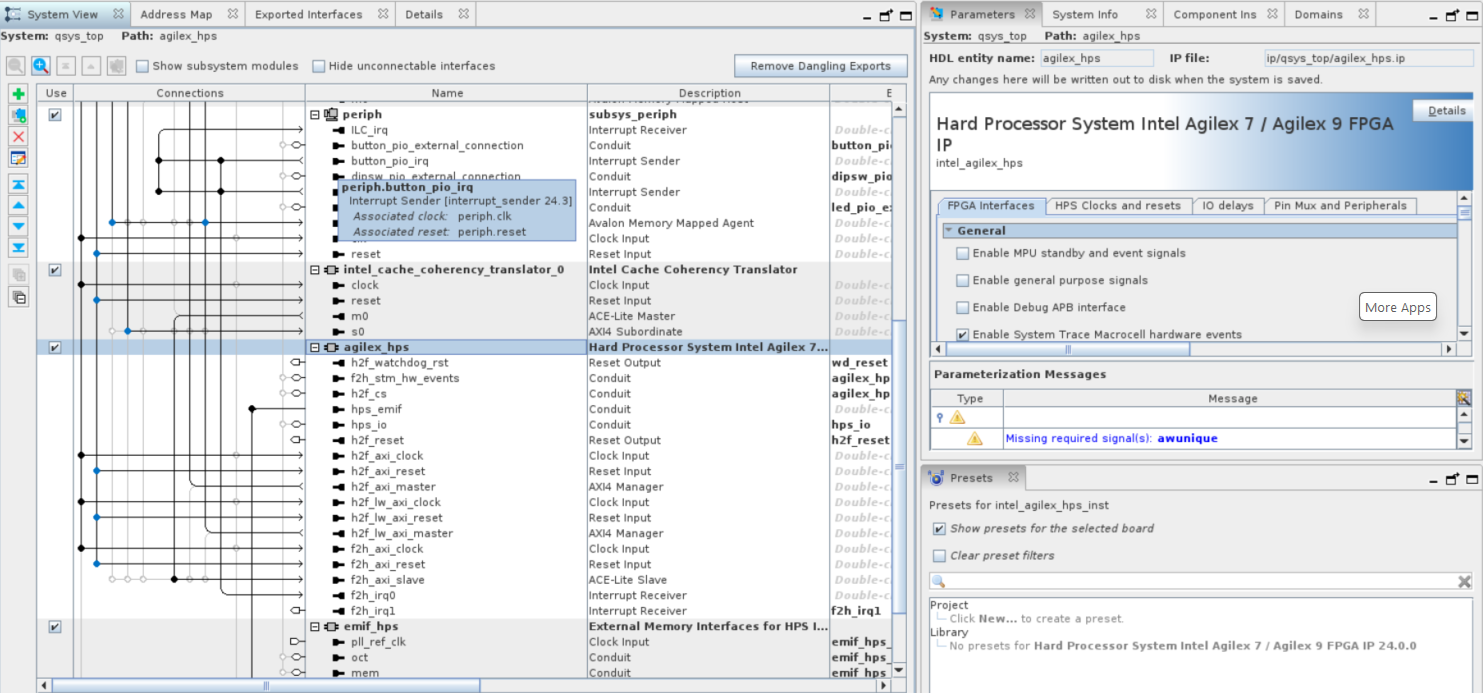 System View Address Map Exported Interfaces Details
System: qsys_top Path: agilex_hps
Show subsystem modules Hide unconnectable interfaces Remove Dangling Exports
Use Connections Name Description E
periph subsys_periph
ILC_irq Interrupt Receiver Double-c
button_pio_external_connection Conduit button_pi
button_pio_irq Interrupt Sender Double-c
dipsw_pio_external_connection Conduit dipsw_pio
Interrupt Sender Double-c
Conduit led_pio_ex
Avalon Memory Mapped Agent Double-c
Clock Input Double-c
reset Reset Input Double-c
periph.button_pio_irq
Interrupt Sender [interrupt_sender 24.3]
Associated clock: periph.clk
Associated reset: periph.reset
intel_cache_coherency_translator_0 Intel Cache Coherency Translator
clock Clock Input Double-c
reset Reset Input Double-c
m0 ACE-Lite Master Double-c
s0 AXI4 Subordinate Double-c
agilex_hps Hard Processor System Intel Agilex 7...
h2f_watchdog_rst Reset Output wd_reset
f2h_stm_hw_events Conduit agilex_hp
h2f_cs Conduit agilex_hp
hps_emif Conduit Double-c
hps_io Conduit hps_io
h2f_reset Reset Output h2f_reset
h2f_axi_clock Clock Input Double-c
h2f_axi_reset Reset Input Double-c
h2f_axi_master AXI4 Manager Double-c
h2f_lw_axi_clock Clock Input Double-c
h2f_lw_axi_reset Reset Input Double-c
h2f_lw_axi_master AXI4 Manager Double-c
f2h_axi_clock Clock Input Double-c
f2h_axi_reset Reset Input Double-c
f2h_axi_slave ACE-Lite Slave Double-c
f2h_irq0 Interrupt Receiver Double-c
f2h_irq1 Interrupt Receiver f2h_irq1
emif_hps External Memory Interfaces for HPS I...
pll_ref_clk Clock Input emif_hps_
oct Conduit emif_hps_
mem Conduit emif_hps_
Parameters System Info Component Ins Domains
System: qsys_top Path: agilex_hps
HDL entity name: agilex_hps IP file: ip/qsys_top/agilex_hps.ip
Any changes here will be written out to disk when the system is saved.
Details
Hard Processor System Intel Agilex 7 / Agilex 9 FPGA
IP
intel_agilex_hps
FPGA Interfaces HPS Clocks and resets IO delays Pin Mux and Peripherals
General
Enable MPU standby and event signals
Enable general purpose signals
Enable Debug APB interface
More Apps
Enable System Trace Macrocell hardware events
Parameterization Messages
Type Message
Missing required signal(s): awunique
Presets
Presets for intel_agilex_hps_inst
Show presets for the selected board
Clear preset filters
Project
Click New... to create a preset.
Library
No presets for Hard Processor System Intel Agilex 7 / Agilex 9 FPGA IP 24.0.0